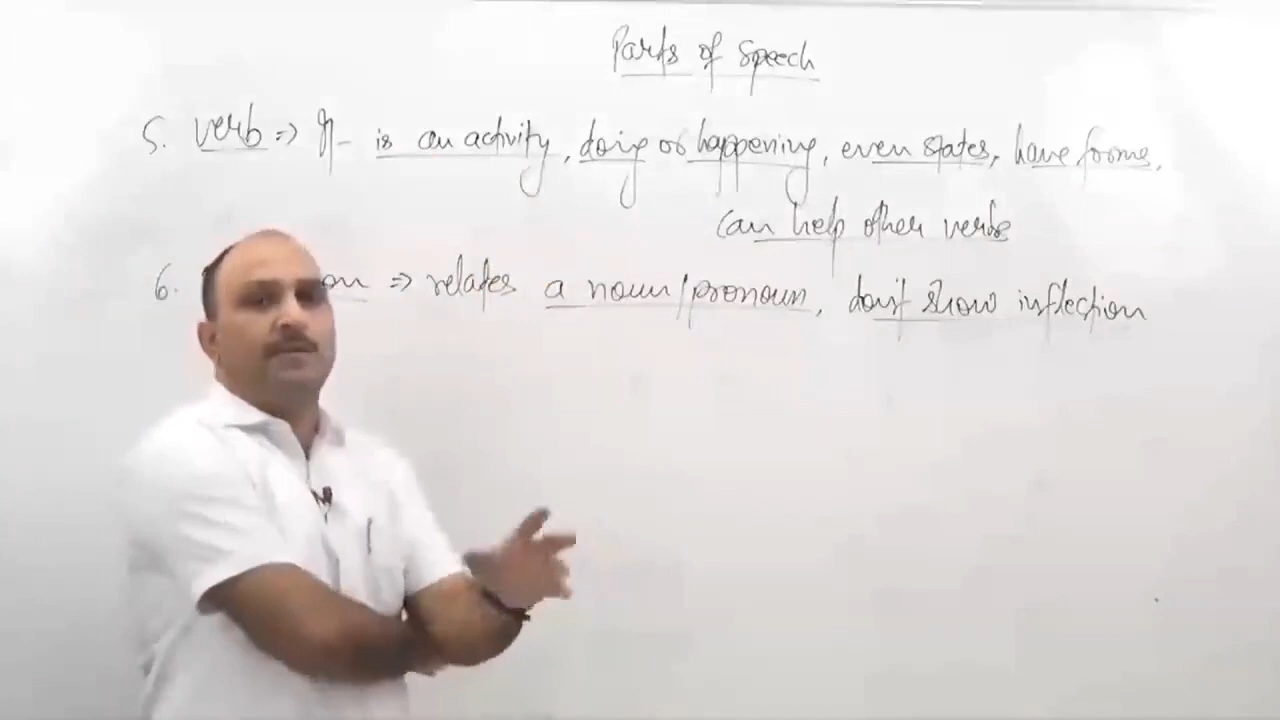 Parts of Speech
5. Verb => It is an activity, doing or happening, even states, have forms,
can help other verbs
6. on => relates a noun/pronoun, don't show inflection